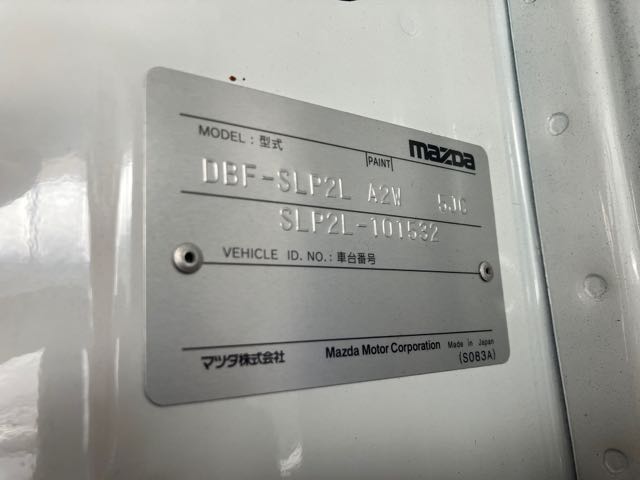 MODEL : 型式
PAINT
mazda
DBF-SLP2L A2W 5JC
SLP2L-101532
VEHICLE ID. NO. : 車台番号
マツダ株式会社 Mazda Motor Corporation Made in Japan
(S083A)